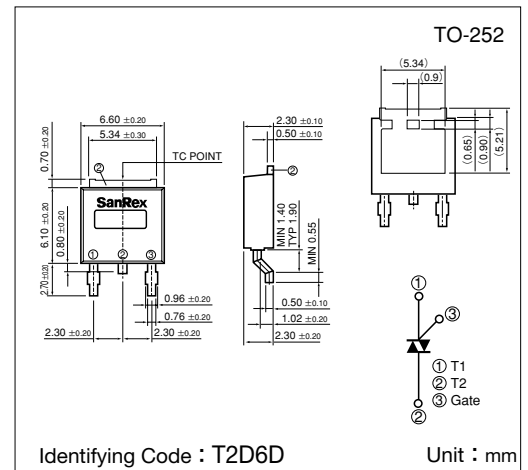 TO-252
6.60 ±0.20
5.34 ±0.30
0.70 ±0.20
TC POINT
②
SanRex
6.10 ±0.20
0.80 ±0.20
① ② ③
2.70±0.20
0.96 ±0.20
0.76 ±0.20
2.30 ±0.20
2.30 ±0.20
2.30 ±0.10
0.50 ±0.10
②
MIN 1.40
TYP 1.90
MIN 0.55
0.50 ±0.10
1.02 ±0.20
2.30 ±0.20
(5.34)
(0.9)
(0.65)
(0.90)
(5.21)
①
③
① T1
② T2
③ Gate
②
Identifying Code：T2D6D
Unit：mm